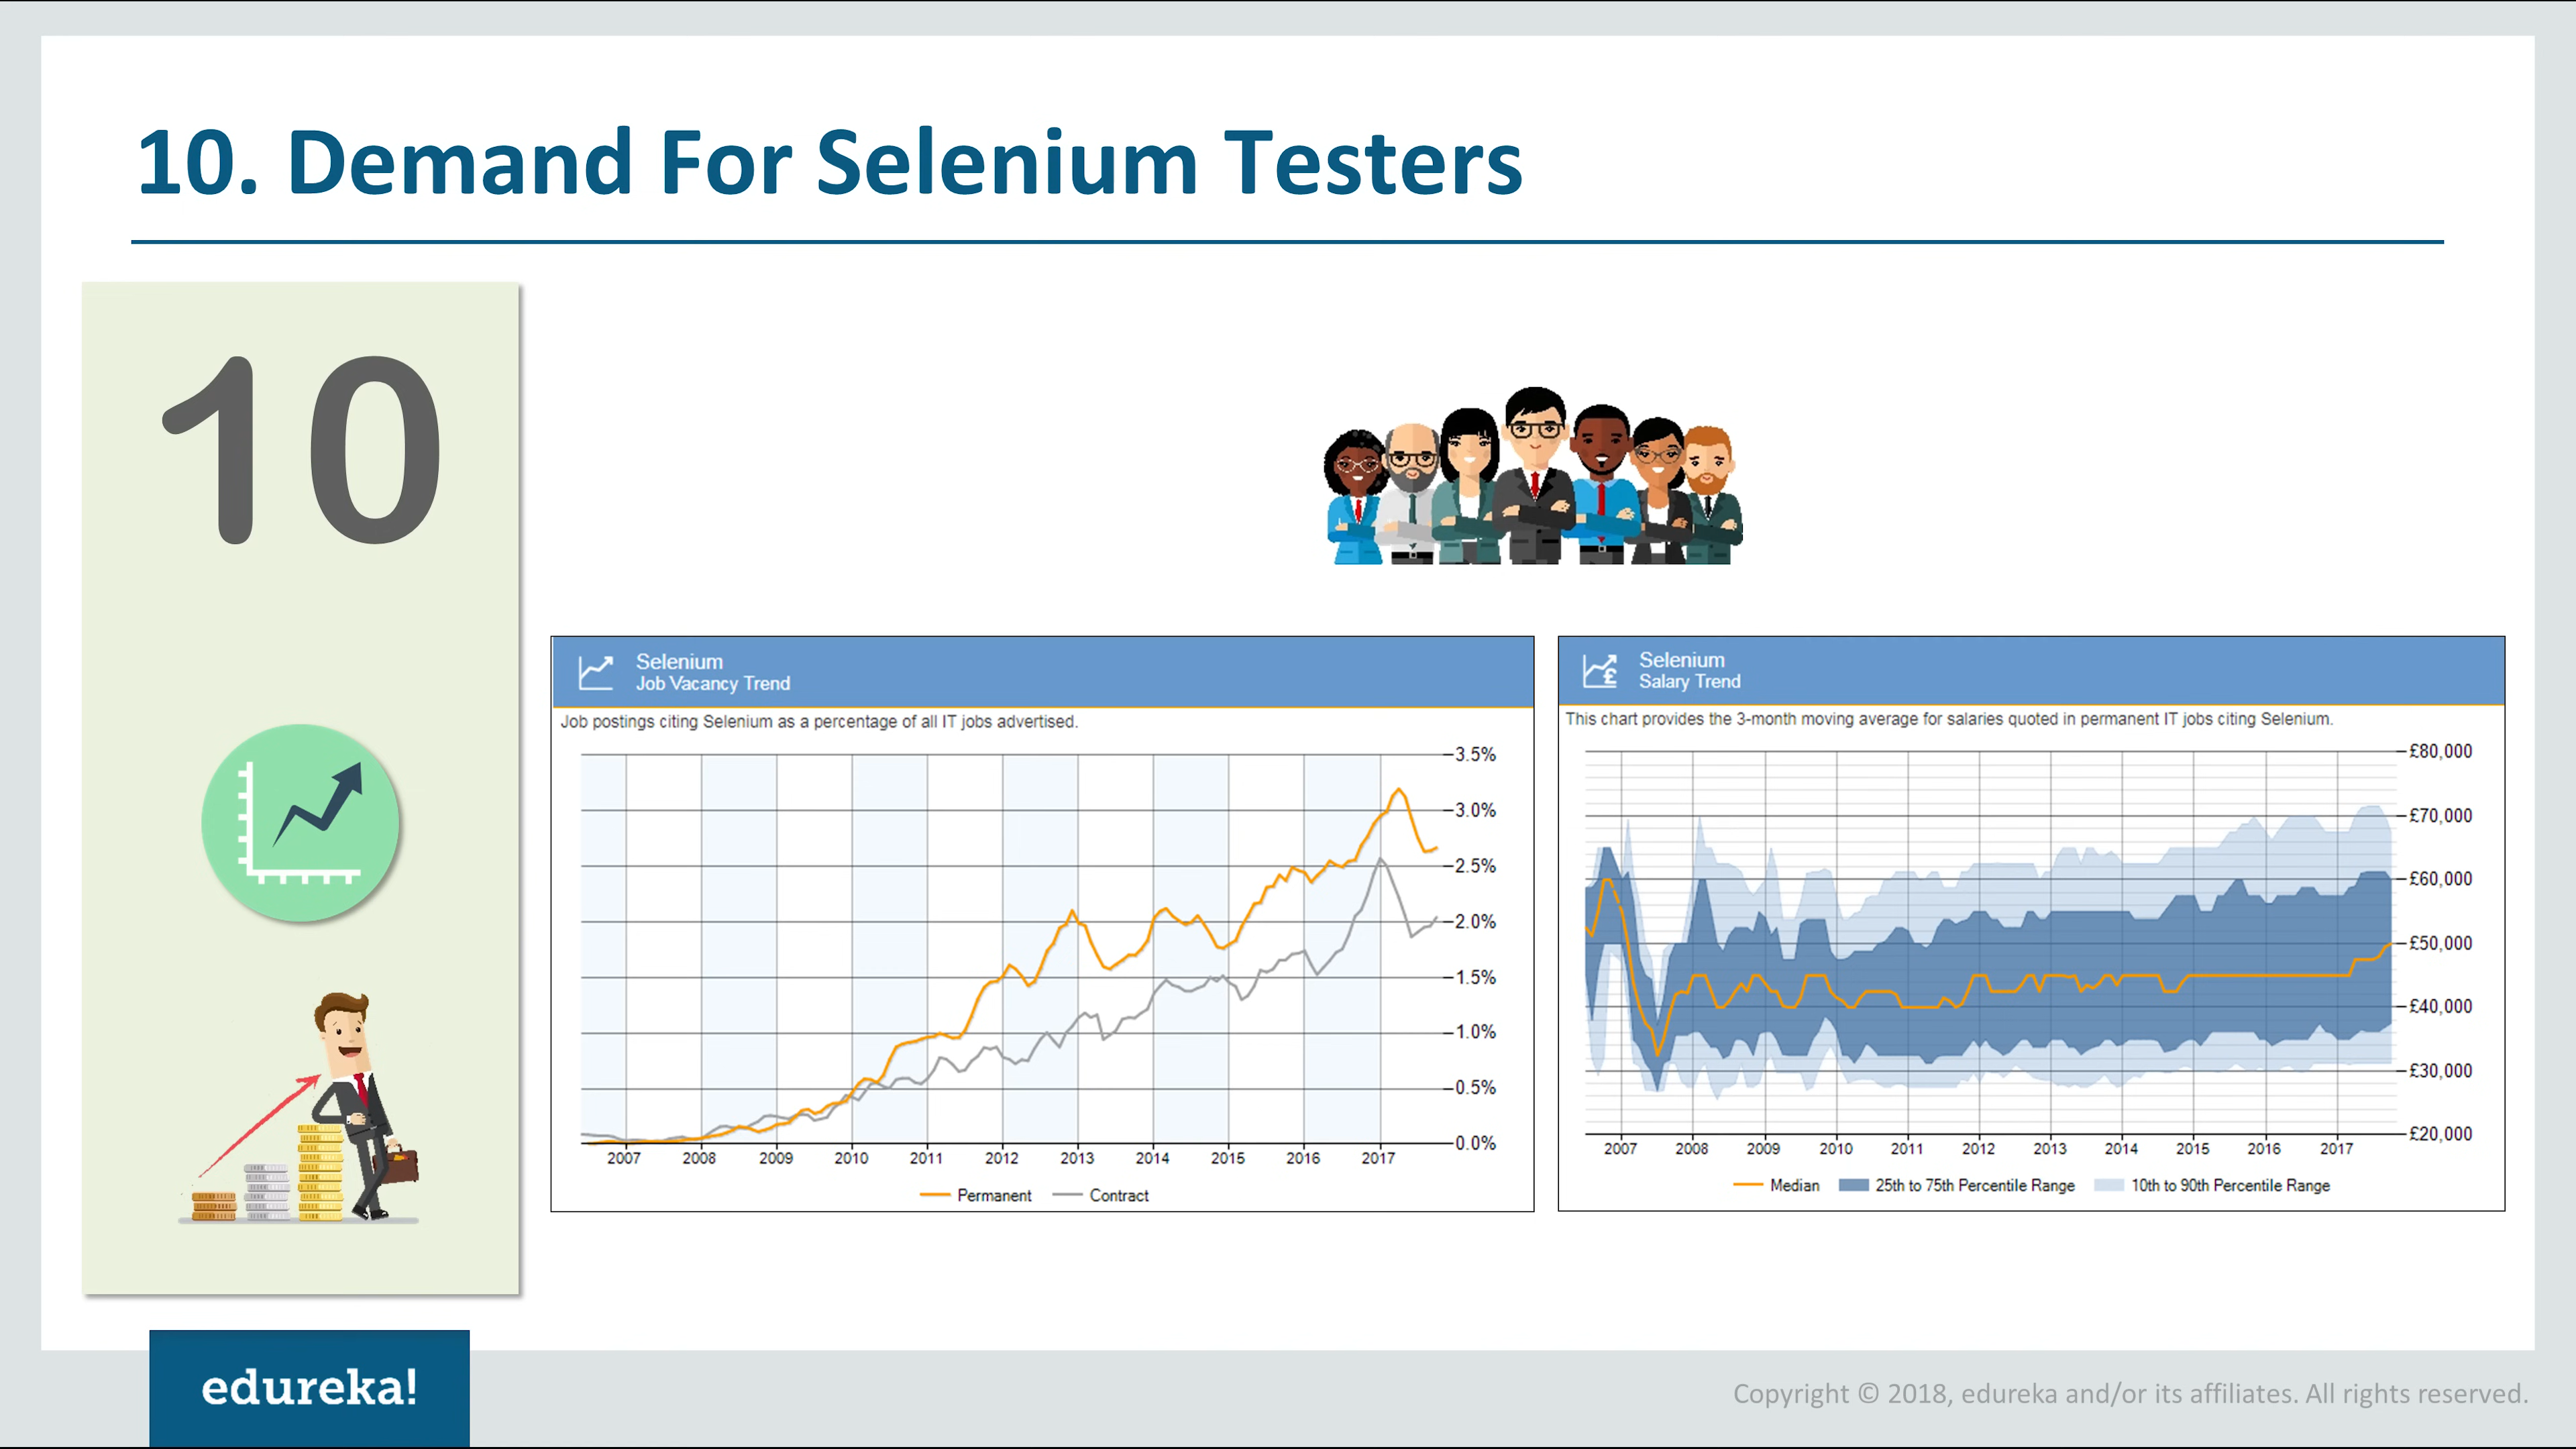 10. Demand For Selenium Testers
10
Selenium
Job Vacancy Trend
Job postings citing Selenium as a percentage of all IT jobs advertised.
3.5%
3.0%
2.5%
2.0%
1.5%
1.0%
0.5%
0.0%
2007 2008 2009 2010 2011 2012 2013 2014 2015 2016 2017
Permanent Contract
£
Selenium
Salary Trend
This chart provides the 3-month moving average for salaries quoted in permanent IT jobs citing Selenium.
£80,000
£70,000
£60,000
£50,000
£40,000
£30,000
£20,000
2007 2008 2009 2010 2011 2012 2013 2014 2015 2016 2017
Median 25th to 75th Percentile Range 10th to 90th Percentile Range
edureka!
Copyright © 2018, edureka and/or its affiliates. All rights reserved.